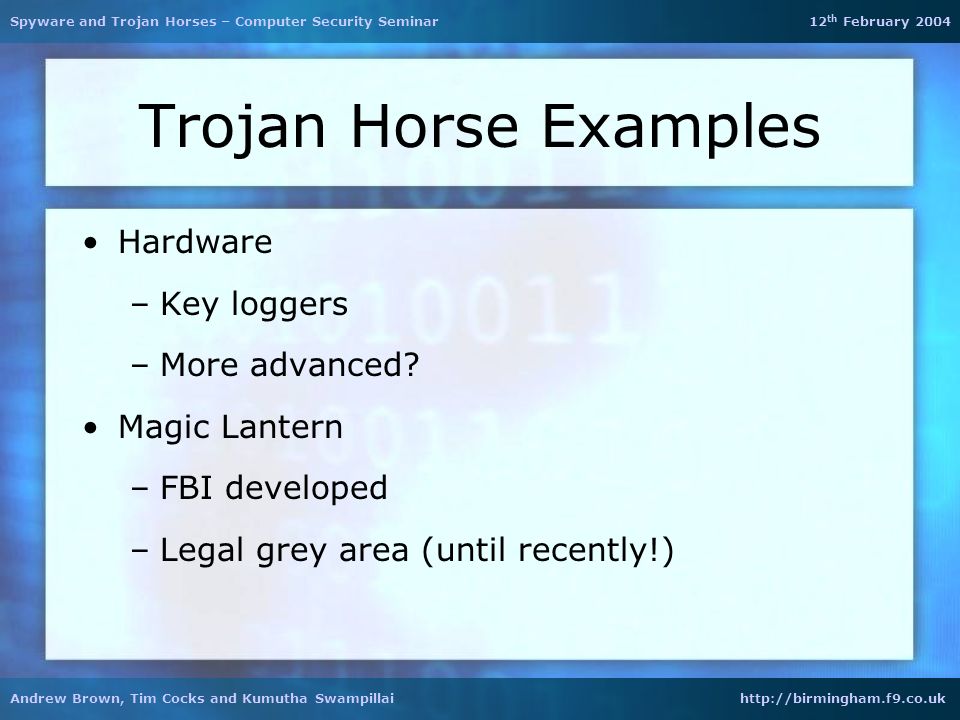 Spyware and Trojan Horses – Computer Security Seminar 12th February 2004
Trojan Horse Examples
• Hardware
– Key loggers
– More advanced?
• Magic Lantern
– FBI developed
– Legal grey area (until recently!)
Andrew Brown, Tim Cocks and Kumutha Swampillai http://birmingham.f9.co.uk